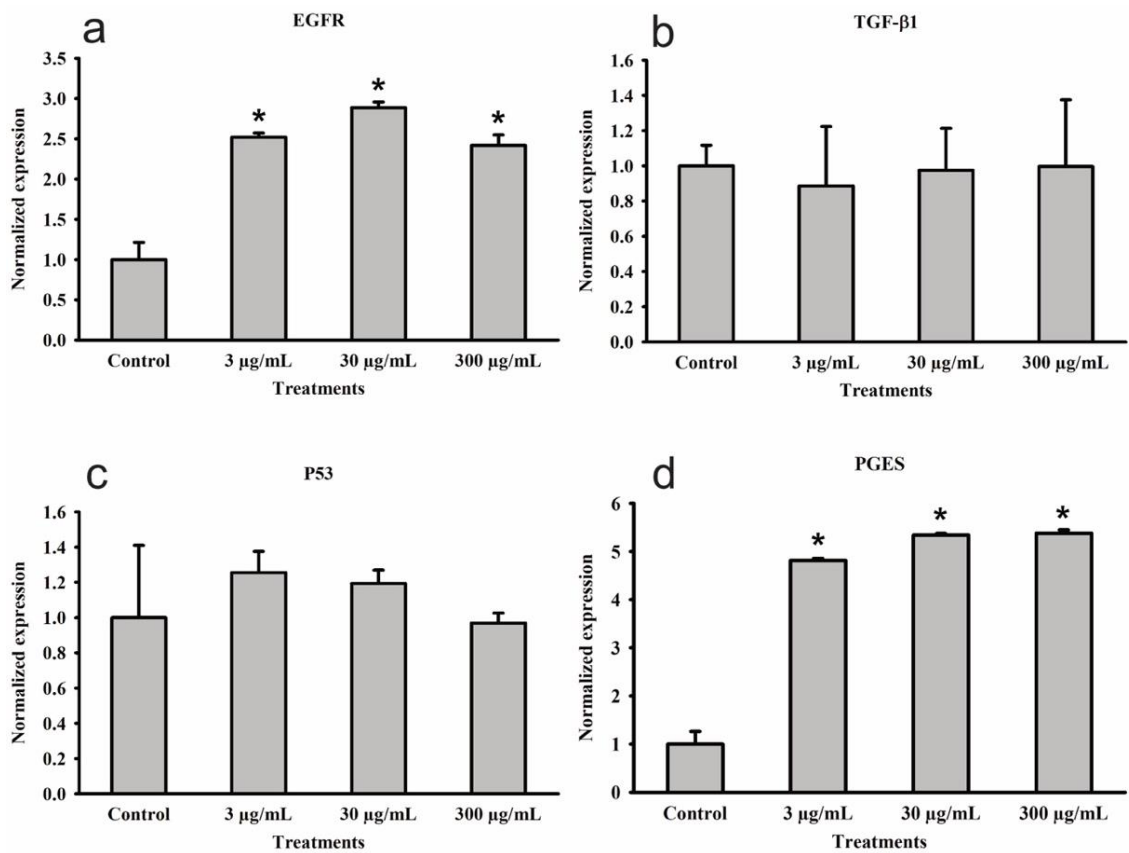 a
EGFR
Normalized expression
3.5
3.0
2.5
2.0
1.5
1.0
0.5
0.0
* * *
Control 3 µg/mL 30 µg/mL 300 µg/mL
Treatments
b
TGF-β1
Normalized expression
1.6
1.4
1.2
1.0
0.8
0.6
0.4
0.2
0.0
Control 3 µg/mL 30 µg/mL 300 µg/mL
Treatments
c
P53
Normalized expression
1.6
1.4
1.2
1.0
0.8
0.6
0.4
0.2
0.0
Control 3 µg/mL 30 µg/mL 300 µg/mL
Treatments
d
PGES
Normalized expression
6
5
4
3
2
1
0
* * *
Control 3 µg/mL 30 µg/mL 300 µg/mL
Treatments